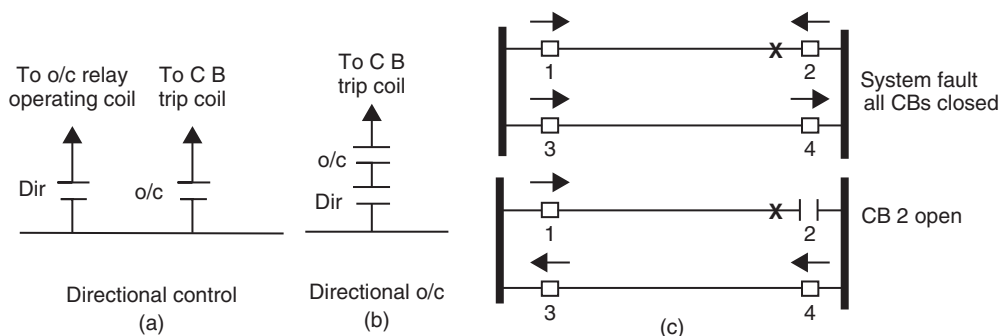 To o/c relay
operating coil
To C B
trip coil
Dir
o/c
Directional control
(a)
To C B
trip coil
o/c
Dir
Directional o/c
(b)
X
1
2
System fault
all CBs closed
3
4
X
1
2
CB 2 open
3
4
(c)